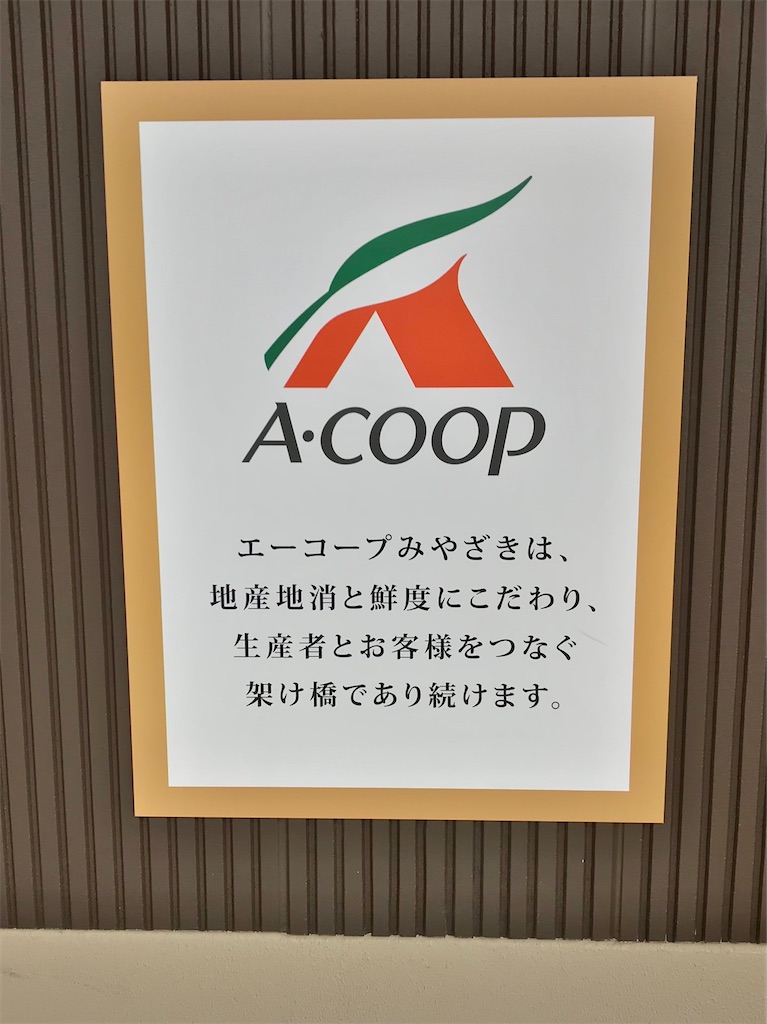 A·COOP
エーコープみやざきは、
地産地消と鮮度にこだわり、
生産者とお客様をつなぐ
架け橋であり続けます。